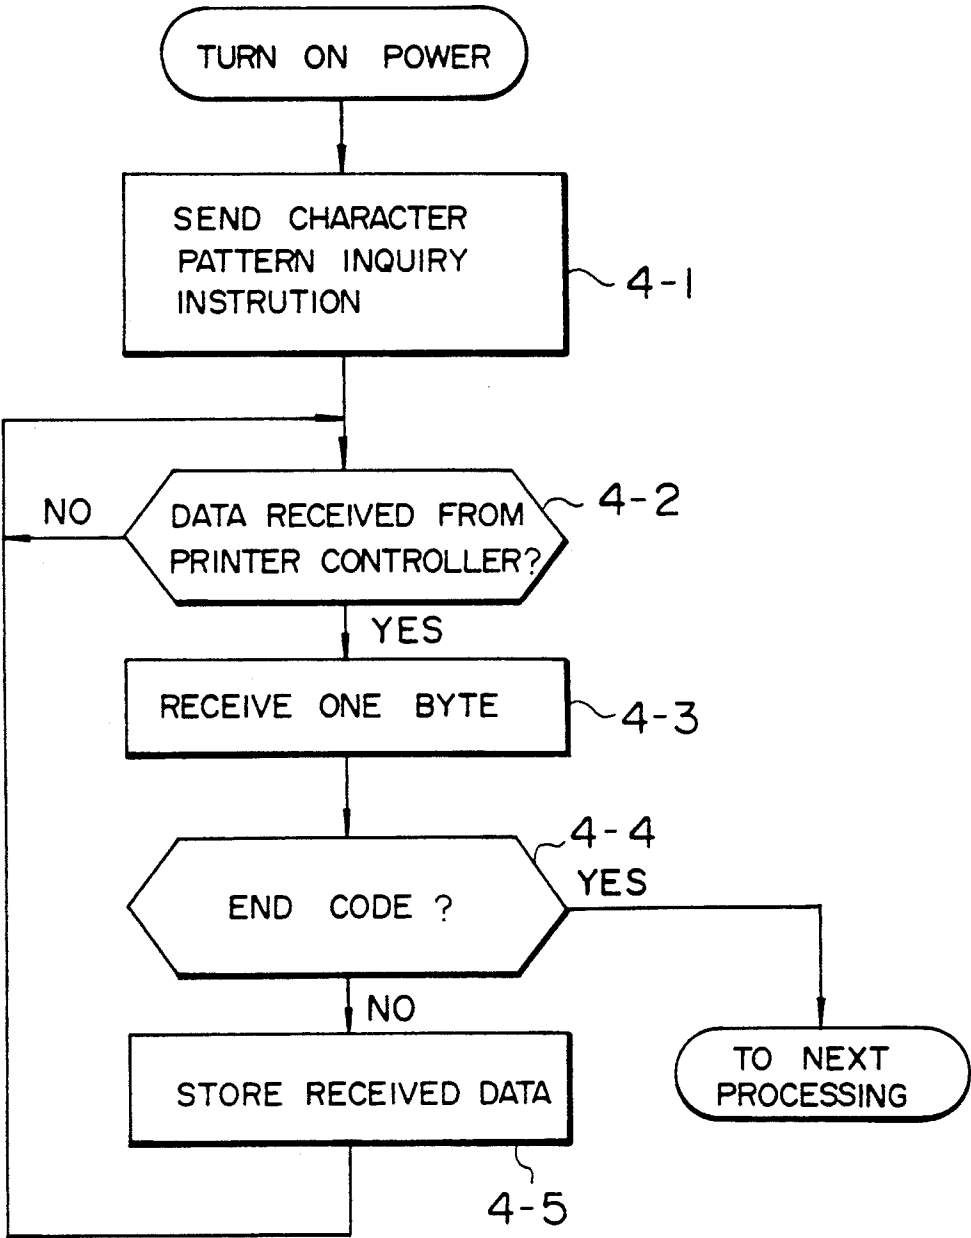 TURN ON POWER
SEND CHARACTER
PATTERN INQUIRY
INSTRUTION
4-1
NO
DATA RECEIVED FROM
PRINTER CONTROLLER?
4-2
YES
RECEIVE ONE BYTE
4-3
4-4
END CODE ?
YES
NO
STORE RECEIVED DATA
4-5
TO NEXT
PROCESSING